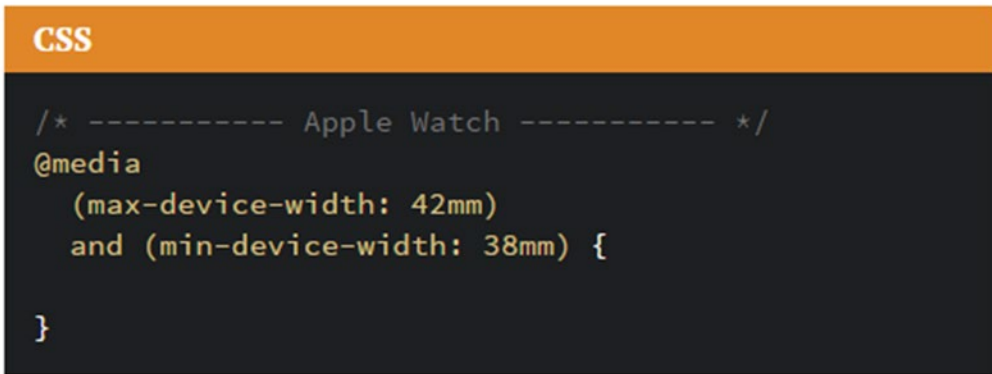 CSS
/* ----------- Apple Watch ----------- */
@media
(max-device-width: 42mm)
and (min-device-width: 38mm) {
}